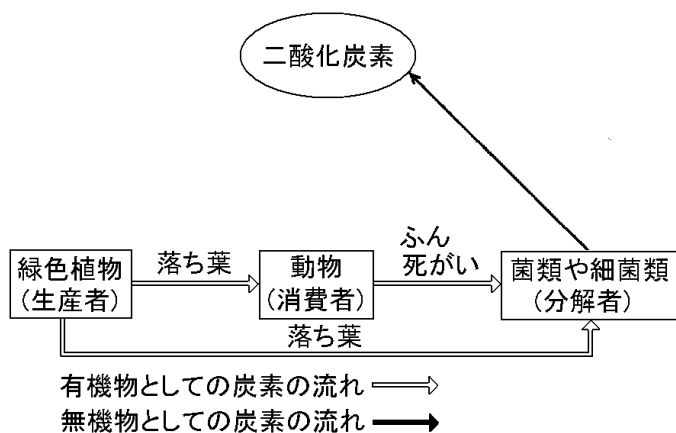 二酸化炭素
緑色植物
(生産者)
落ち葉
動物
(消費者)
ふん
死がい
菌類や細菌類
(分解者)
落ち葉
有機物としての炭素の流れ
無機物としての炭素の流れ